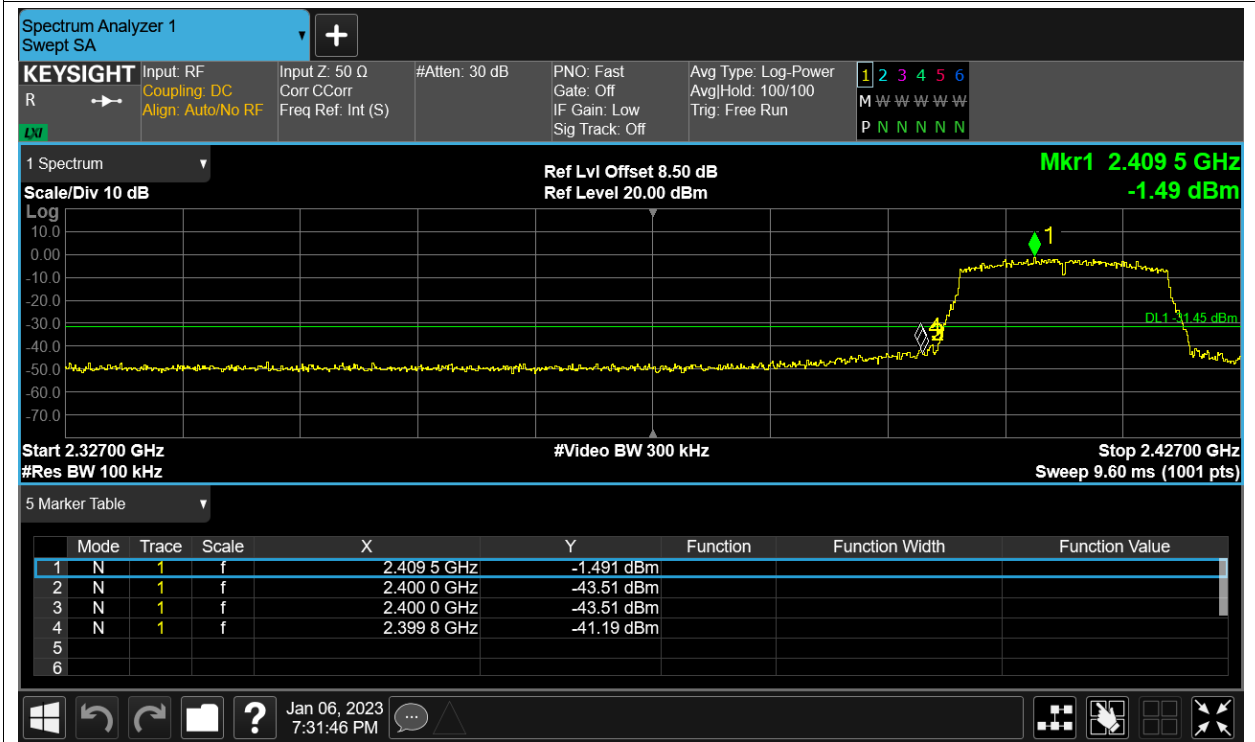 Spectrum Analyzer 1
Swept SA
+
KEYSIGHT Input: RF Input Z: 50 Ω #Atten: 30 dB PNO: Fast Avg Type: Log-Power 1 2 3 4 5 6
R Coupling: DC Corr CCorr Gate: Off Avg|Hold: 100/100 M W W W W W
Align: Auto/No RF Freq Ref: Int (S) IF Gain: Low Trig: Free Run
LXI Sig Track: Off P N N N N N
1 Spectrum Ref Lvl Offset 8.50 dB Mkr1 2.409 5 GHz
Scale/Div 10 dB Ref Level 20.00 dBm -1.49 dBm
Log
10.0
1
0.00
-10.0
-20.0
-30.0
DL1 -31.45 dBm
-40.0
-50.0
-60.0
-70.0
Start 2.32700 GHz #Video BW 300 kHz Stop 2.42700 GHz
#Res BW 100 kHz Sweep 9.60 ms (1001 pts)
5 Marker Table
Mode Trace Scale X Y Function Function Width Function Value
1 N 1 f 2.409 5 GHz -1.491 dBm
2 N 1 f 2.400 0 GHz -43.51 dBm
3 N 1 f 2.400 0 GHz -43.51 dBm
4 N 1 f 2.399 8 GHz -41.19 dBm
5
6
? Jan 06, 2023
7:31:46 PM